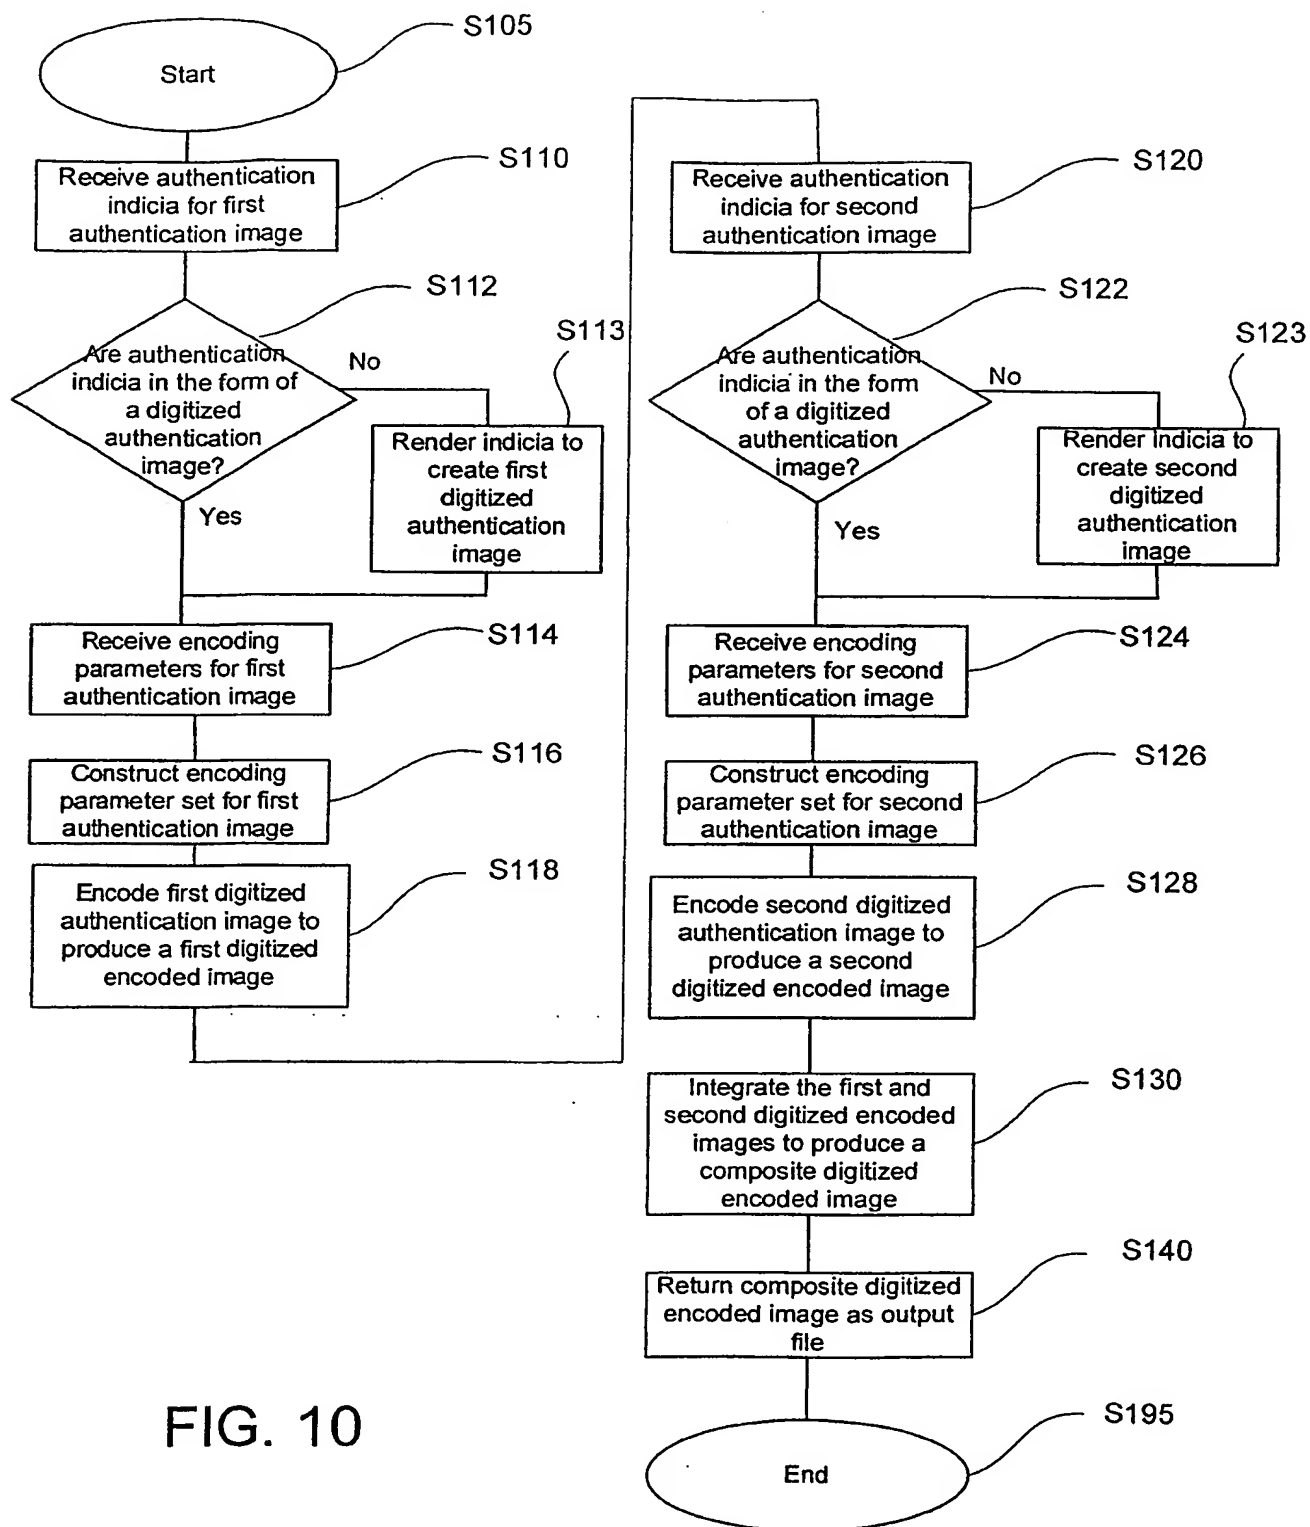 S105
Start
S110
Receive authentication
indicia for first
authentication image
S112
Are authentication
indicia in the form of
a digitized
authentication
image?
No
S113
Render indicia to
create first
digitized
authentication
image
Yes
Receive encoding
parameters for first
authentication image
S114
Construct encoding
parameter set for first
authentication image
S116
Encode first digitized
authentication image to
produce a first digitized
encoded image
S118
Receive authentication
indicia for second
authentication image
S120
S122
Are authentication
indicia in the form
of a digitized
authentication
image?
No
S123
Render indicia to
create second
digitized
authentication
image
Yes
Receive encoding
parameters for second
authentication image
S124
Construct encoding
parameter set for second
authentication image
S126
Encode second digitized
authentication image to
produce a second
digitized encoded image
S128
Integrate the first and
second digitized encoded
images to produce a
composite digitized
encoded image
S130
Return composite digitized
encoded image as output
file
S140
End
S195
FIG. 10